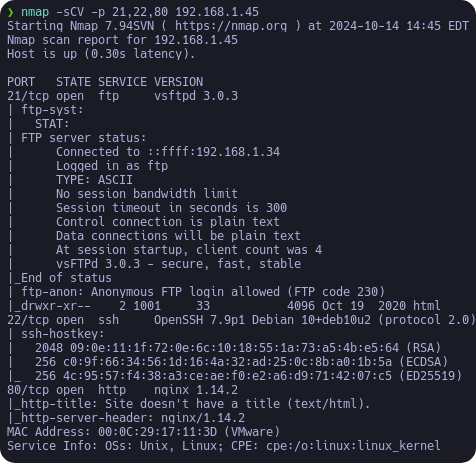 ❯ nmap -sCV -p 21,22,80 192.168.1.45
Starting Nmap 7.94SVN ( https://nmap.org ) at 2024-10-14 14:45 EDT
Nmap scan report for 192.168.1.45
Host is up (0.30s latency).

PORT   STATE SERVICE VERSION
21/tcp open  ftp     vsftpd 3.0.3
| ftp-syst:
|   STAT:
| FTP server status:
|      Connected to ::ffff:192.168.1.34
|      Logged in as ftp
|      TYPE: ASCII
|      No session bandwidth limit
|      Session timeout in seconds is 300
|      Control connection is plain text
|      Data connections will be plain text
|      At session startup, client count was 4
|      vsFTPd 3.0.3 - secure, fast, stable
|_End of status
| ftp-anon: Anonymous FTP login allowed (FTP code 230)
|_drwxr-xr--    2 1001     33           4096 Oct 19  2020 html
22/tcp open  ssh     OpenSSH 7.9p1 Debian 10+deb10u2 (protocol 2.0)
| ssh-hostkey:
|   2048 09:0e:11:1f:72:0e:6c:10:18:55:1a:73:a5:4b:e5:64 (RSA)
|   256 c0:9f:66:34:56:1d:16:4a:32:ad:25:0c:8b:a0:1b:5a (ECDSA)
|_  256 4c:95:57:f4:38:a3:ce:ae:f0:e2:a6:d9:71:42:07:c5 (ED25519)
80/tcp open  http    nginx 1.14.2
|_http-title: Site doesn't have a title (text/html).
|_http-server-header: nginx/1.14.2
MAC Address: 00:0C:29:17:11:3D (VMware)
Service Info: OSs: Unix, Linux; CPE: cpe:/o:linux:linux_kernel